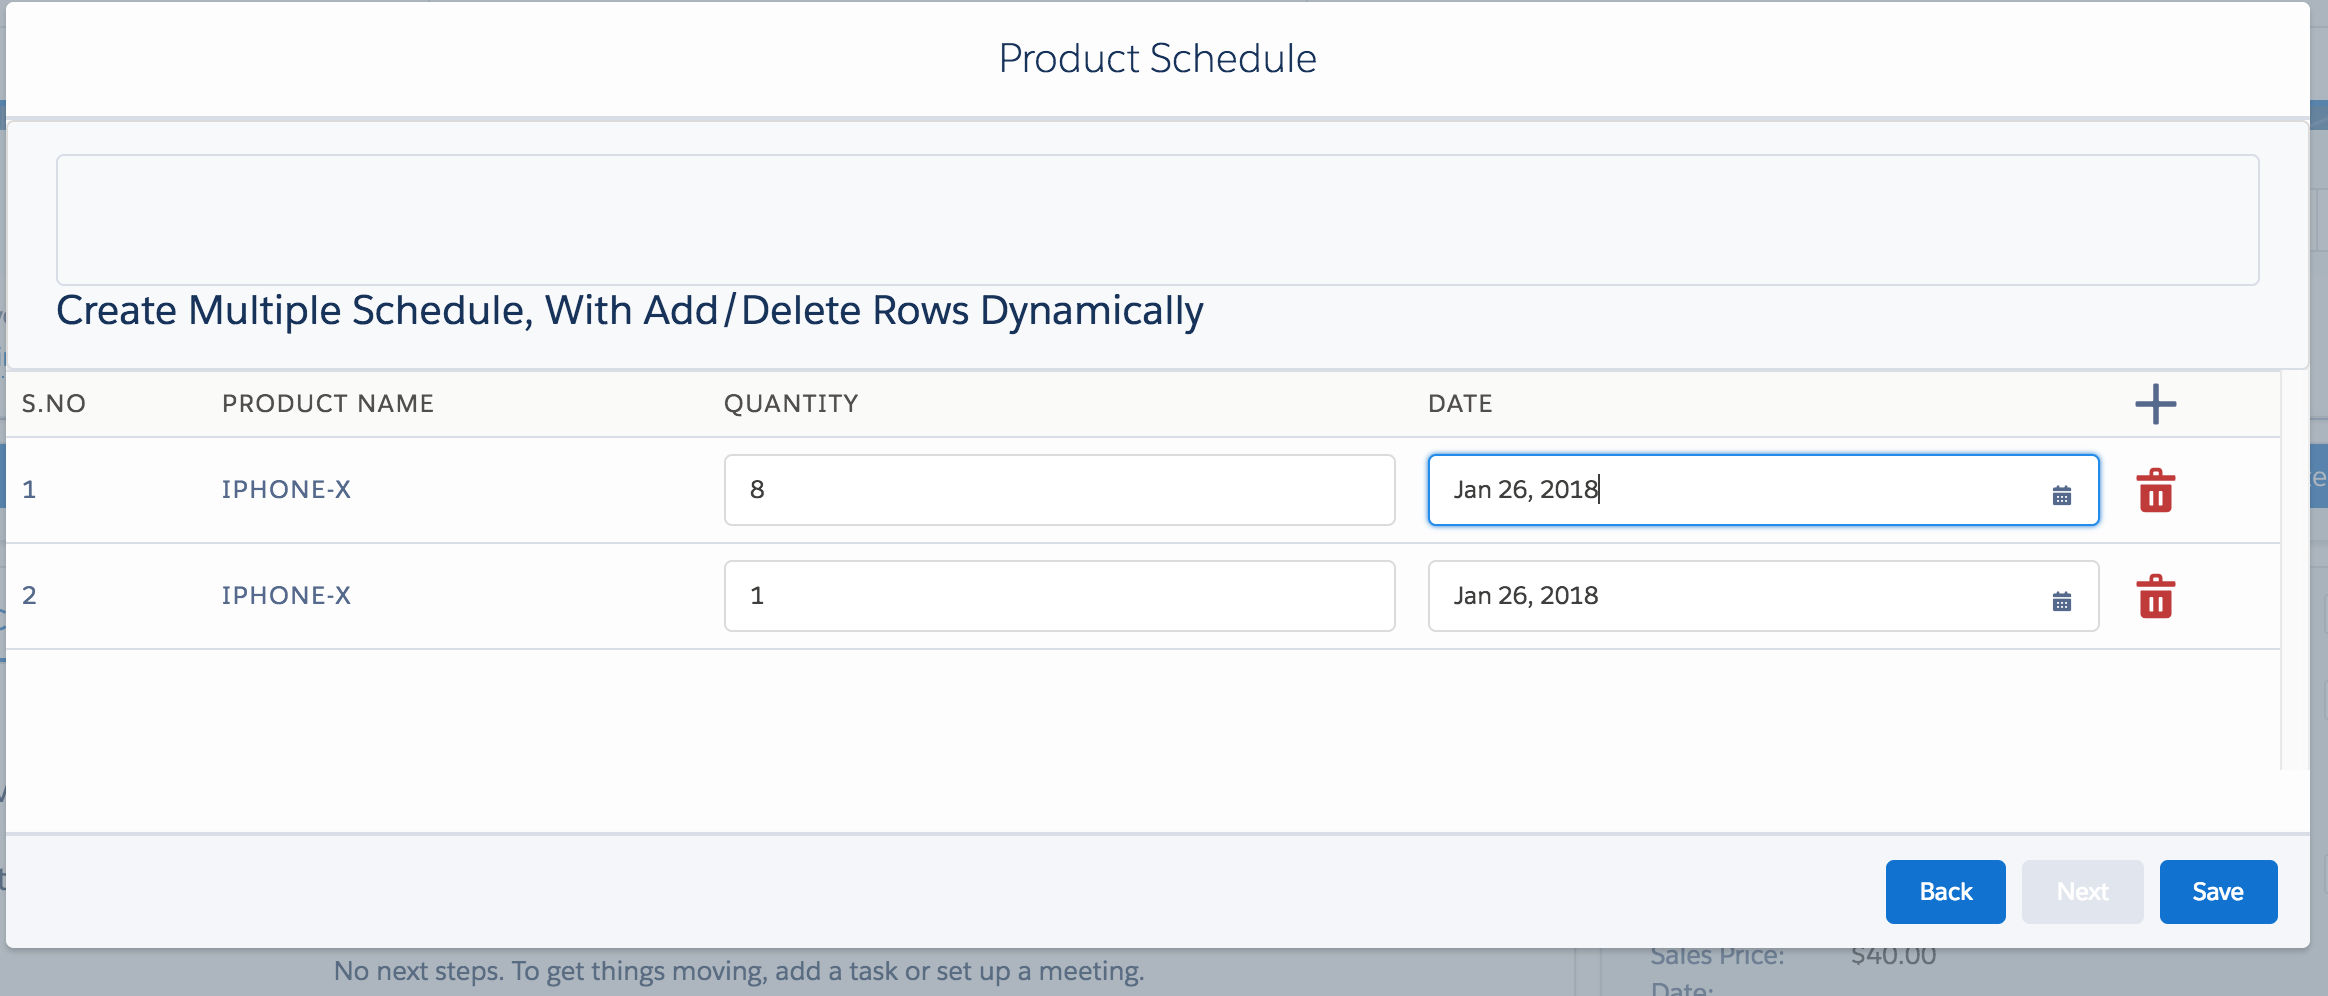 Product Schedule
Create Multiple Schedule, With Add/Delete Rows Dynamically
S.NO PRODUCT NAME QUANTITY DATE
1 IPHONE-X 8 Jan 26, 2018
2 IPHONE-X 1 Jan 26, 2018
Back Next Save
Sales Price: $40.00
No next steps. To get things moving, add a task or set up a meeting.
Date: